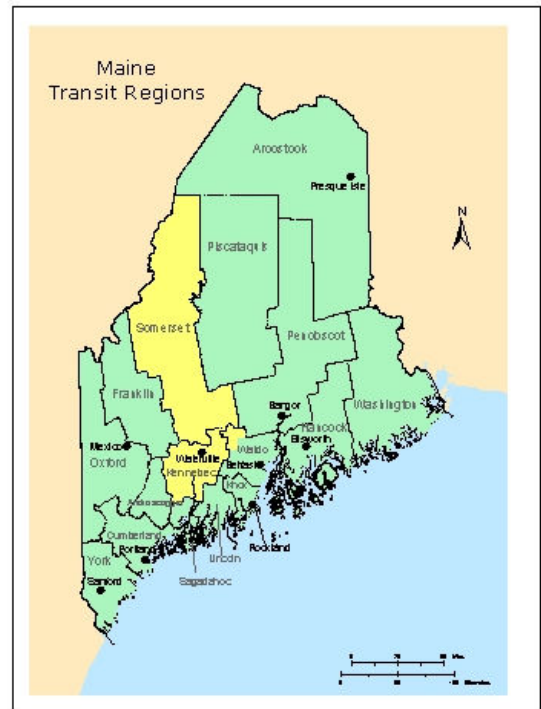 Maine
Transit Regions
Aroostook
Presque Isle
N
Piscataquis
Somerset
Penobscot
Franklin
Washington
Bangor
Hancock
Ellsworth
Mexico
Oxford
Waterville
Waldo
Kennebec
Belfast
Knox
Androscoggin
Cumberland
Portland
Rockland
Lincoln
York
Sagadahoc
Sanford